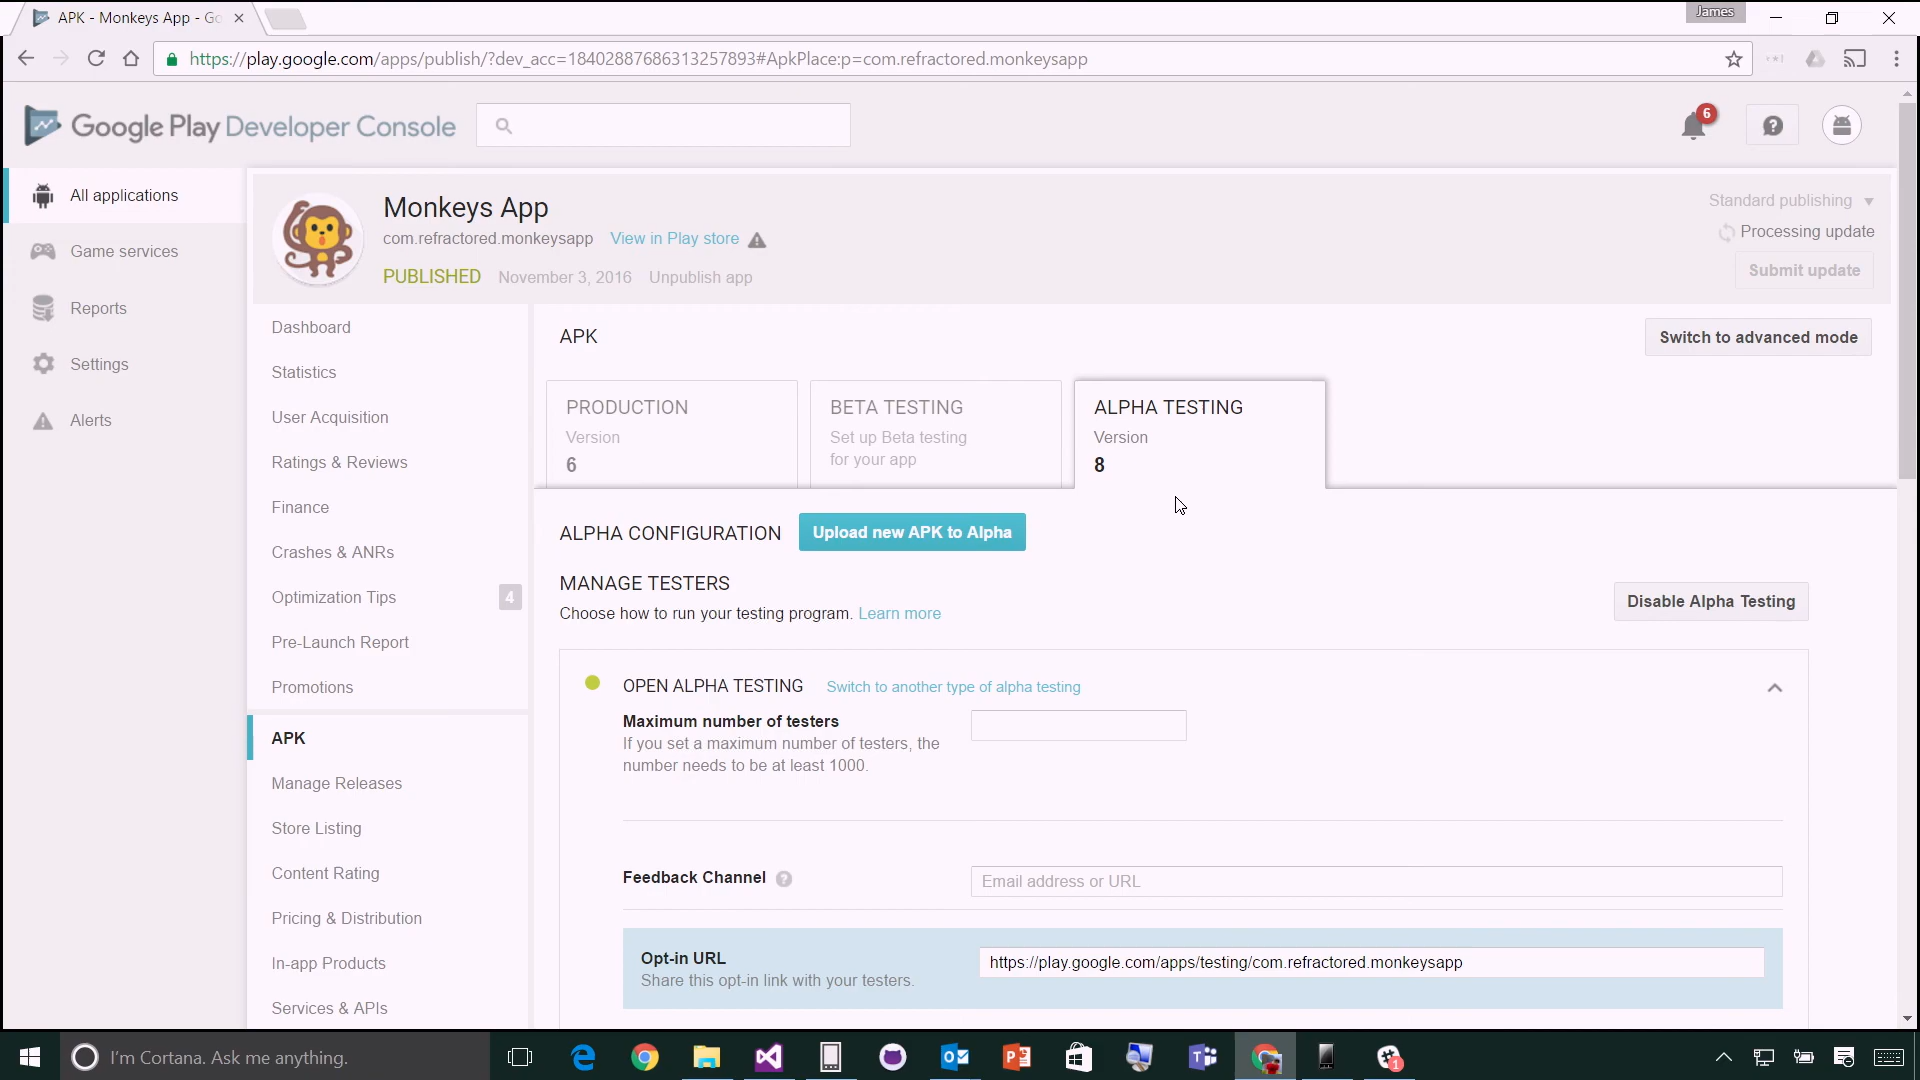 APK - Monkeys App - Go
James
https://play.google.com/apps/publish/?dev_acc=18402887686313257893#ApkPlace:p=com.refractored.monkeysapp
Google Play Developer Console
6
All applications
Game services
Reports
Settings
Alerts
Monkeys App
com.refractored.monkeysapp View in Play store
PUBLISHED November 3, 2016 Unpublish app
Standard publishing
Processing update
Submit update
Dashboard
Statistics
User Acquisition
Ratings & Reviews
Finance
Crashes & ANRs
Optimization Tips 4
Pre-Launch Report
Promotions
APK
Manage Releases
Store Listing
Content Rating
Pricing & Distribution
In-app Products
Services & APIs
APK
Switch to advanced mode
PRODUCTION
Version
6
BETA TESTING
Set up Beta testing
for your app
ALPHA TESTING
Version
8
ALPHA CONFIGURATION
Upload new APK to Alpha
MANAGE TESTERS
Choose how to run your testing program. Learn more
Disable Alpha Testing
OPEN ALPHA TESTING Switch to another type of alpha testing
Maximum number of testers
If you set a maximum number of testers, the
number needs to be at least 1000.
Feedback Channel ?
Email address or URL
Opt-in URL
Share this opt-in link with your testers.
https://play.google.com/apps/testing/com.refractored.monkeysapp
I'm Cortana. Ask me anything.
1